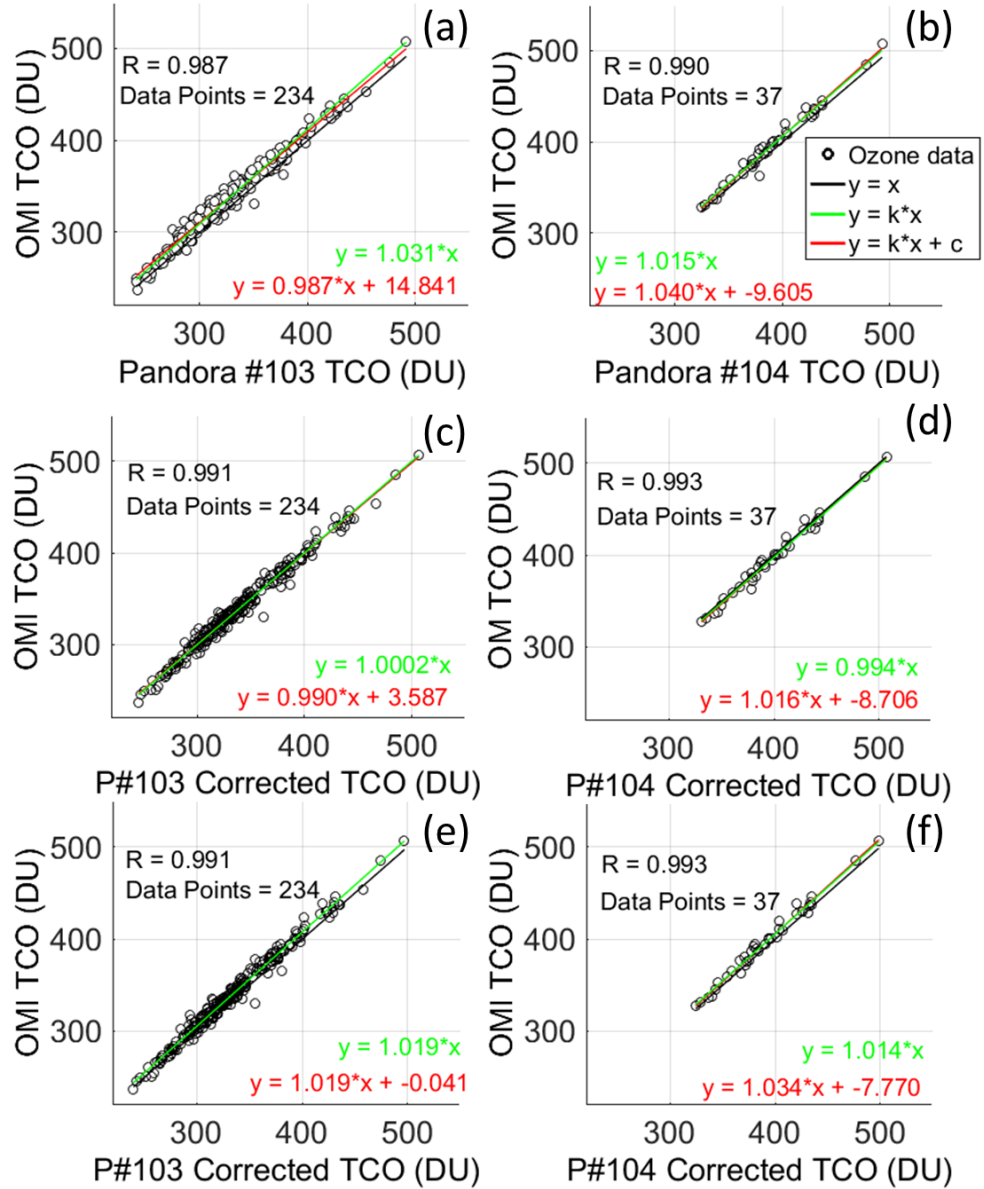 (a)
R = 0.987
Data Points = 234
500
400
300
OMI TCO (DU)
y = 1.031*x
y = 0.987*x + 14.841
300 400 500
Pandora #103 TCO (DU)
(b)
R = 0.990
Data Points = 37
500
400
300
OMI TCO (DU)
Ozone data
y = x
y = k*x
y = k*x + c
y = 1.015*x
y = 1.040*x + -9.605
300 400 500
Pandora #104 TCO (DU)
(c)
R = 0.991
Data Points = 234
500
400
300
OMI TCO (DU)
y = 1.0002*x
y = 0.990*x + 3.587
300 400 500
P#103 Corrected TCO (DU)
(d)
R = 0.993
Data Points = 37
500
400
300
OM TCO (DU)
y = 0.994*x
y = 1.016*x + -8.706
300 400 500
P#104 Corrected TCO (DU)
(e)
R = 0.991
Data Points = 234
500
400
300
OMI TCO (DU)
y = 1.019*x
y = 1.019*x + -0.041
300 400 500
P#103 Corrected TCO (DU)
(f)
R = 0.993
Data Points = 37
500
400
300
OMI TCO (DU)
y = 1.014*x
y = 1.034*x + -7.770
300 400 500
P#104 Corrected TCO (DU)